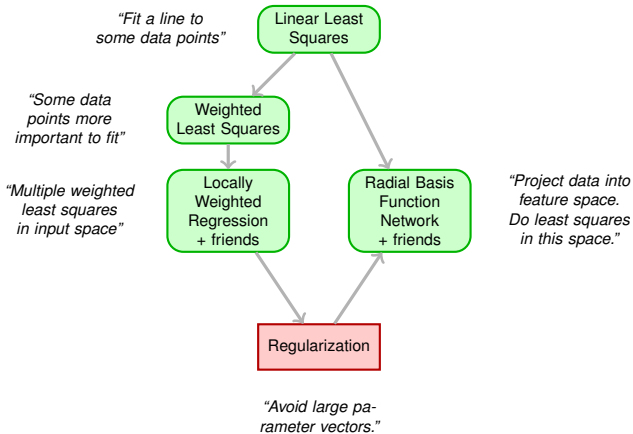 “Fit a line to
some data points”
Linear Least
Squares
“Some data
points more
important to fit”
Weighted
Least Squares
“Multiple weighted
least squares
in input space”
Locally
Weighted
Regression
+ friends
Radial Basis
Function
Network
+ friends
“Project data into
feature space.
Do least squares
in this space.”
Regularization
“Avoid large pa-
rameter vectors.”